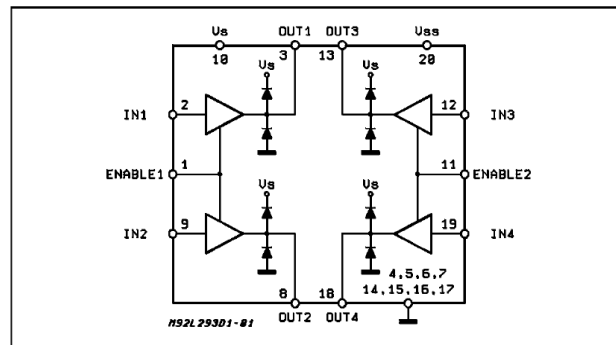 Vs OUT1 OUT3 Vss
10 3 13 20
Vs Vs
IN1 2 12 IN3
ENABLE1 1 11 ENABLE2
Vs Vs
IN2 9 19 IN4
4,5,6,7
8 18 14,15,16,17
OUT2 OUT4
M92L293D1-01